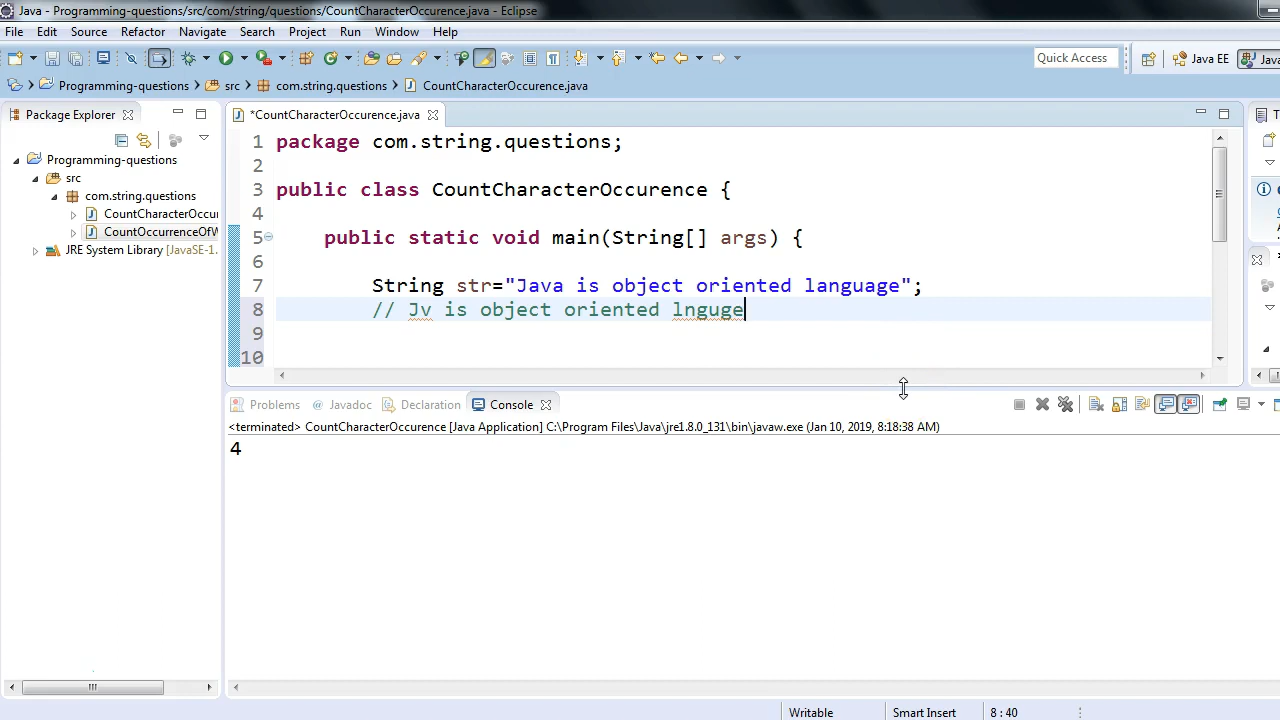 Java - Programming-questions/src/com/string/questions/CountCharacterOccurence.java - Eclipse
File Edit Source Refactor Navigate Search Project Run Window Help
Quick Access Java EE Java
Programming-questions src com.string.questions CountCharacterOccurence.java
Package Explorer
*CountCharacterOccurence.java
Programming-questions
src
com.string.questions
CountCharacterOccur
CountOccurrenceOfW
JRE System Library [JavaSE-1.
1 package com.string.questions;
2
3 public class CountCharacterOccurence {
4
5 public static void main(String[] args) {
6
7 String str="Java is object oriented language";
8 // Jv is object oriented lnguge
9
10
Problems @ Javadoc Declaration Console
<terminated> CountCharacterOccurence [Java Application] C:\Program Files\Java\jre1.8.0_131\bin\javaw.exe (Jan 10, 2019, 8:18:38 AM)
4
Writable Smart Insert 8 : 40